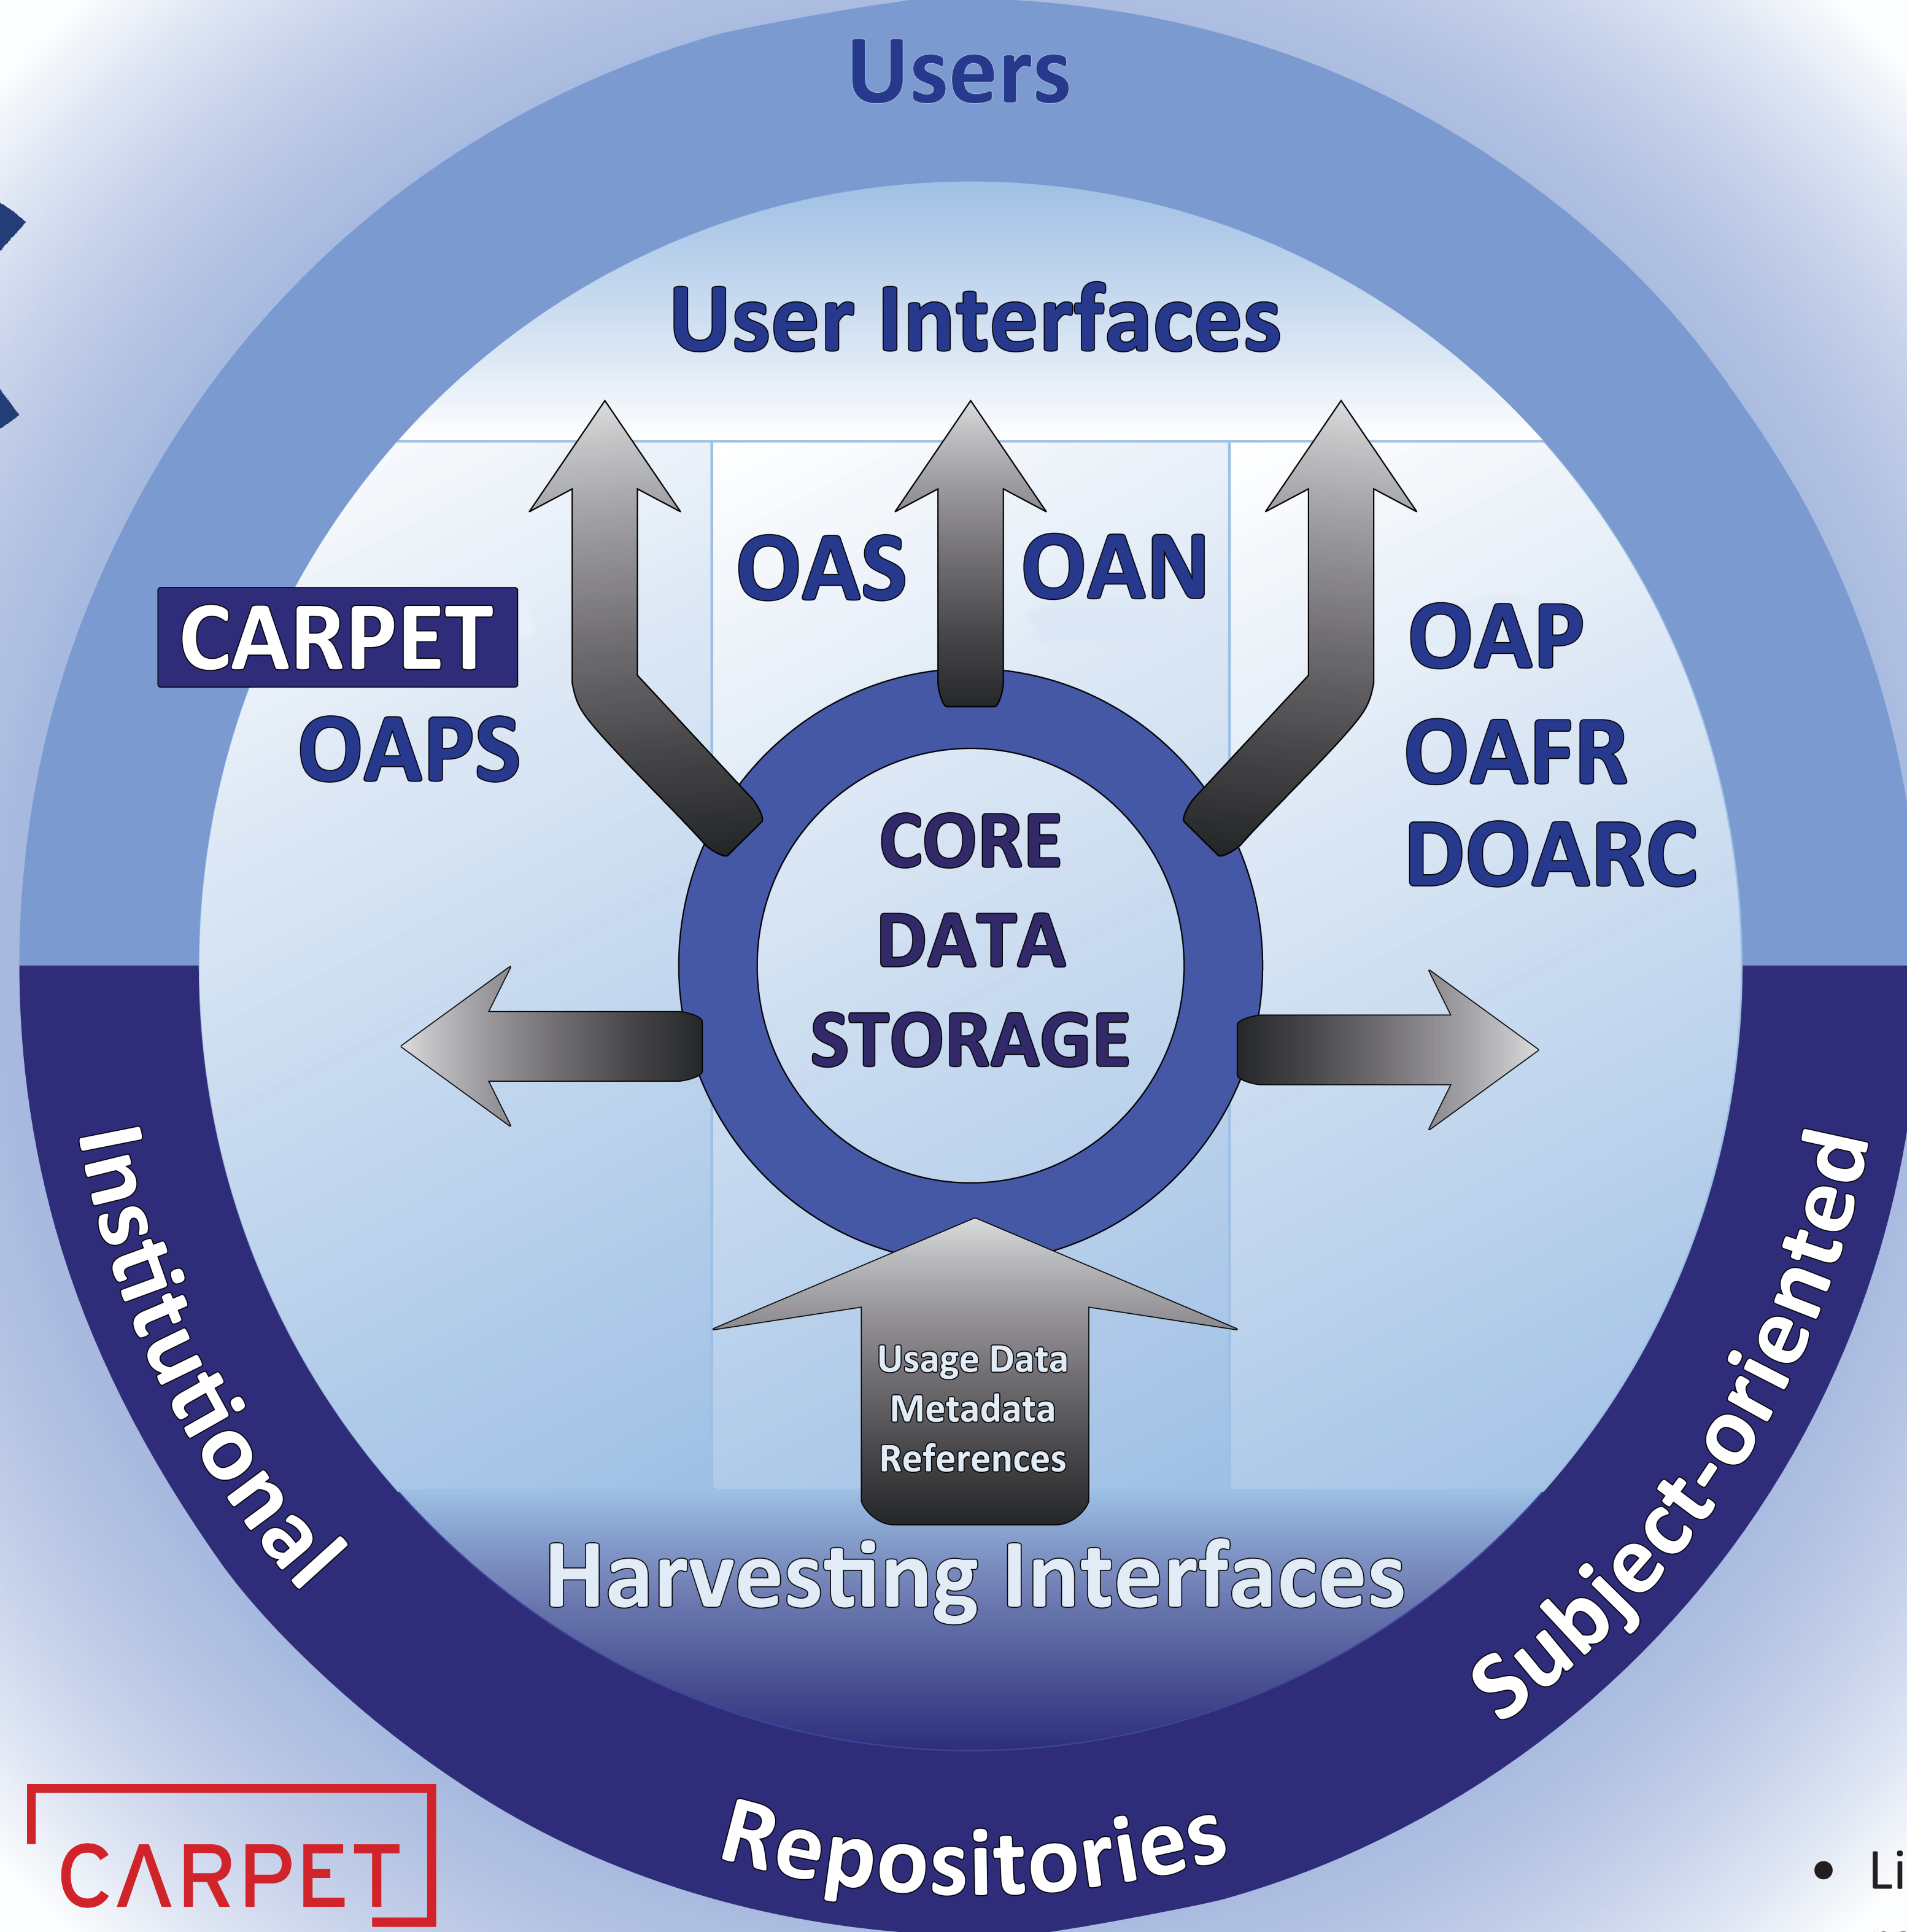 Users
User Interfaces
OAS OAN
CARPET
OAPS
OAP
OAFR
DOARC
CORE
DATA
STORAGE
Institutional
Subject-oriented
Usage Data
Metadata
References
Harvesting Interfaces
Repositories
CARPET